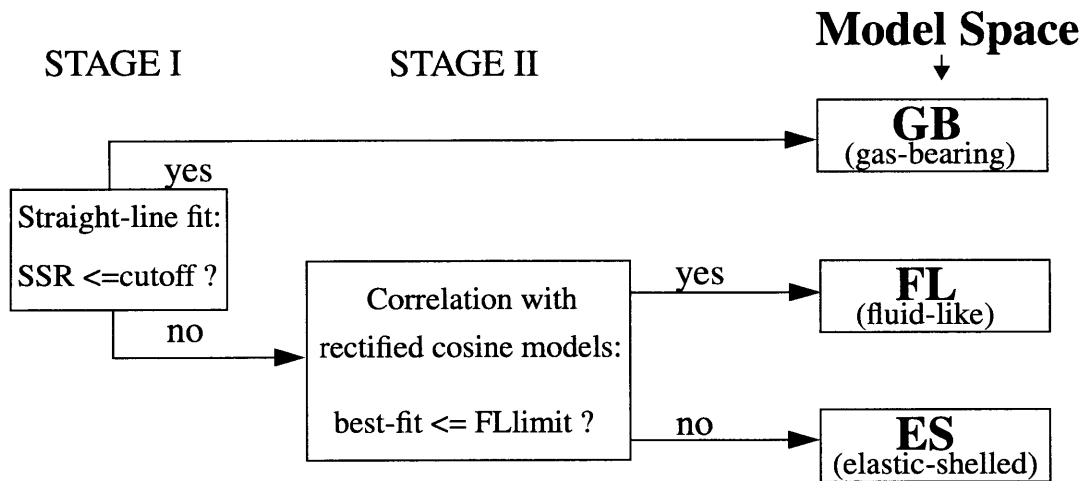 Model Space
STAGE I
STAGE II
GB
(gas-bearing)
yes
Straight-line fit:
SSR <=cutoff ?
no
Correlation with
rectified cosine models:
best-fit <= FLlimit ?
yes
FL
(fluid-like)
no
ES
(elastic-shelled)